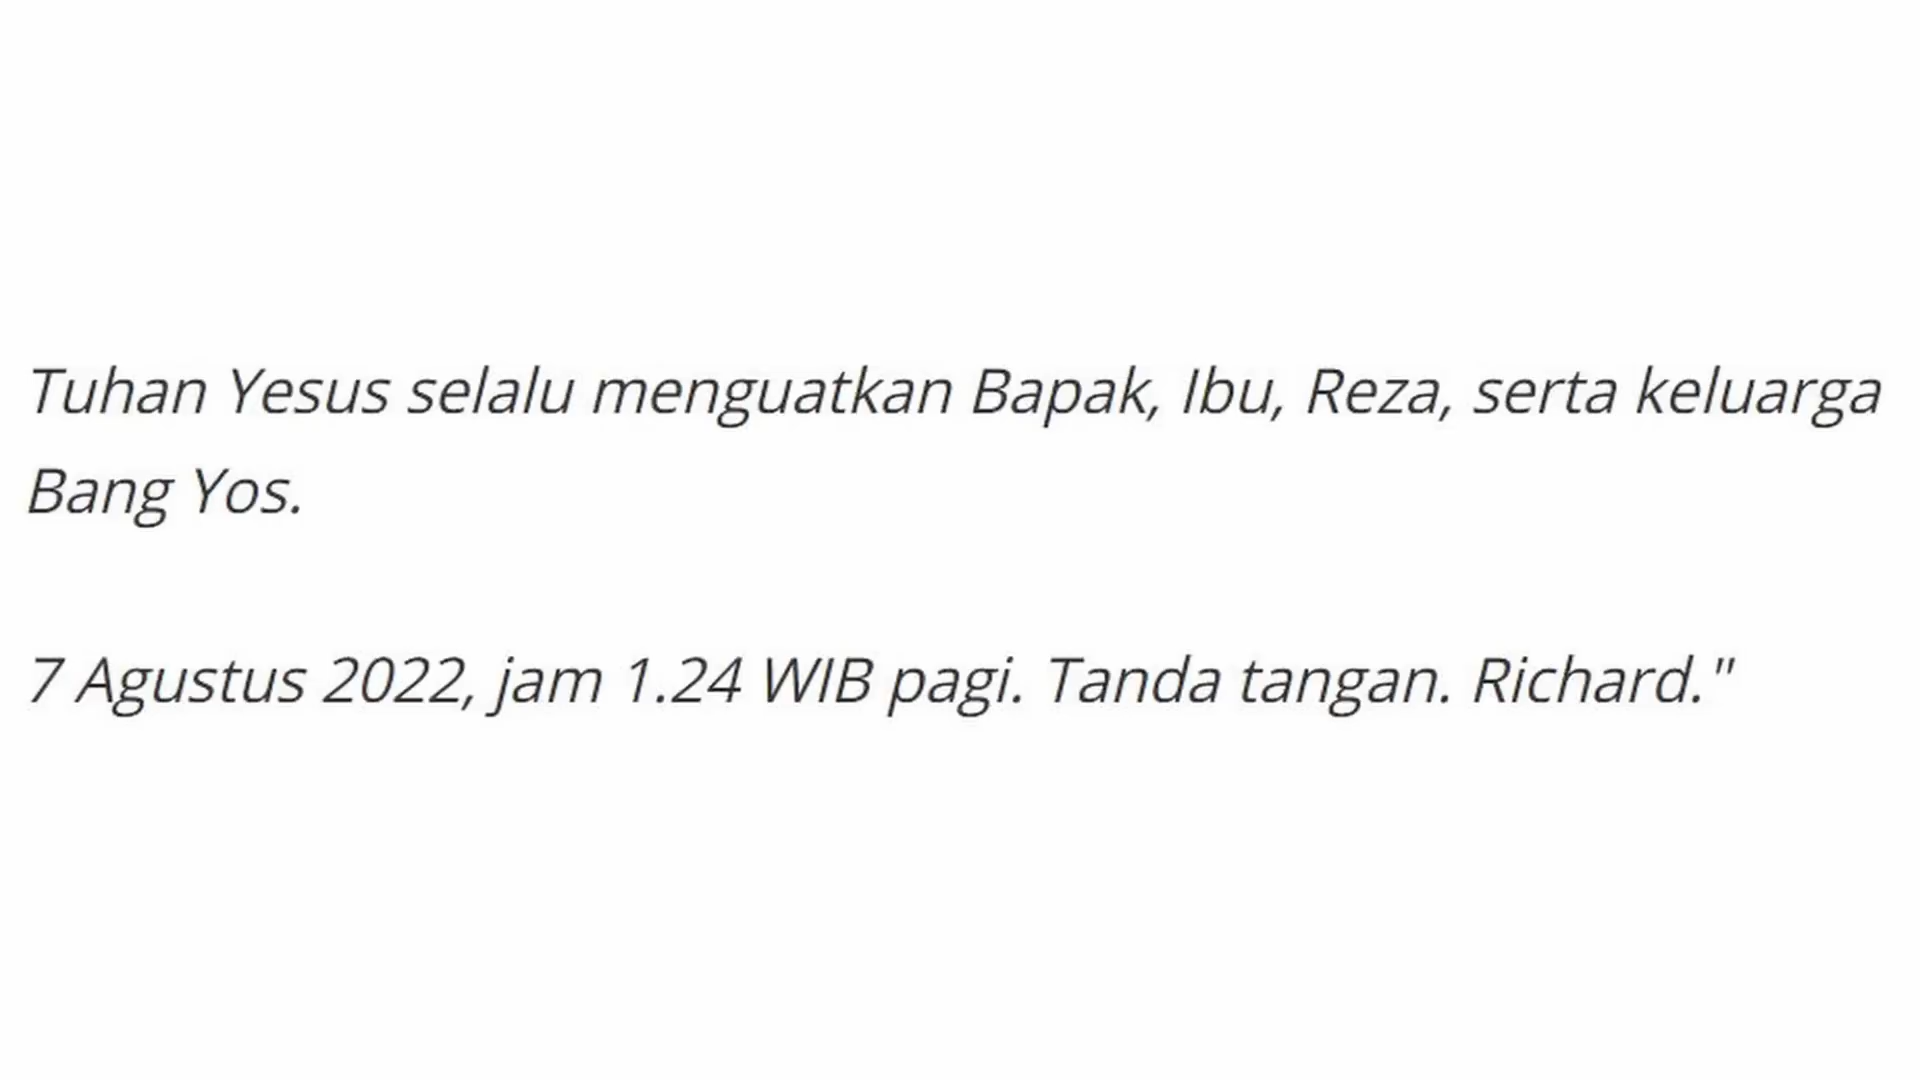 Tuhan Yesus selalu menguatkan Bapak, Ibu, Reza, serta keluarga
Bang Yos.
7 Agustus 2022, jam 1.24 WIB pagi. Tanda tangan. Richard."